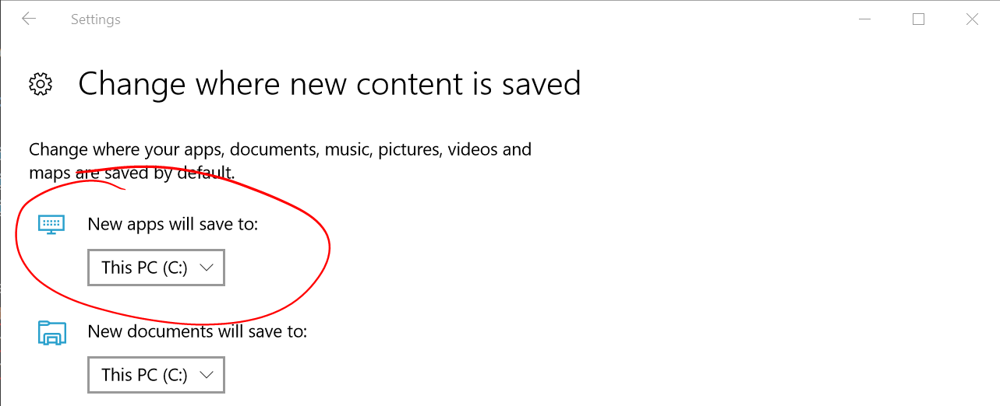 Settings
Change where new content is saved
Change where your apps, documents, music, pictures, videos and
maps are saved by default.
New apps will save to:
This PC (C:)
New documents will save to:
This PC (C:)